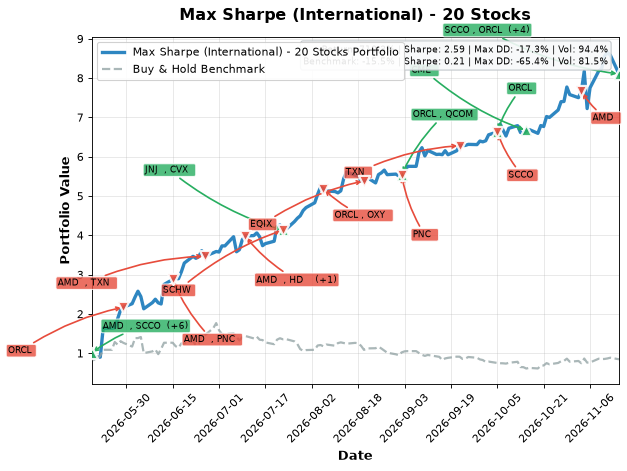 Max Sharpe (International) - 20 Stocks
SCCO , ORCL (+4)
Max Sharpe (International) - 20 Stocks Portfolio
Buy & Hold Benchmark
Sharpe: 2.59 | Max DD: -17.3% | Vol: 94.4%
Benchmark: -15.5% | Sharpe: 0.21 | Max DD: -65.4% | Vol: 81.5%
ORCL
ORCL , QCOM
AMD
JNJ , CVX
TXN
SCCO
EQIX
ORCL , OXY
PNC
AMD , TXN
SCHW
AMD , HD (+1)
AMD , SCCO (+6)
ORCL
AMD , PNC
Portfolio Value
9
8
7
6
5
4
3
2
1
2026-05-30
2026-06-15
2026-07-01
2026-07-17
2026-08-02
2026-08-18
2026-09-03
2026-09-19
2026-10-05
2026-10-21
2026-11-06
Date